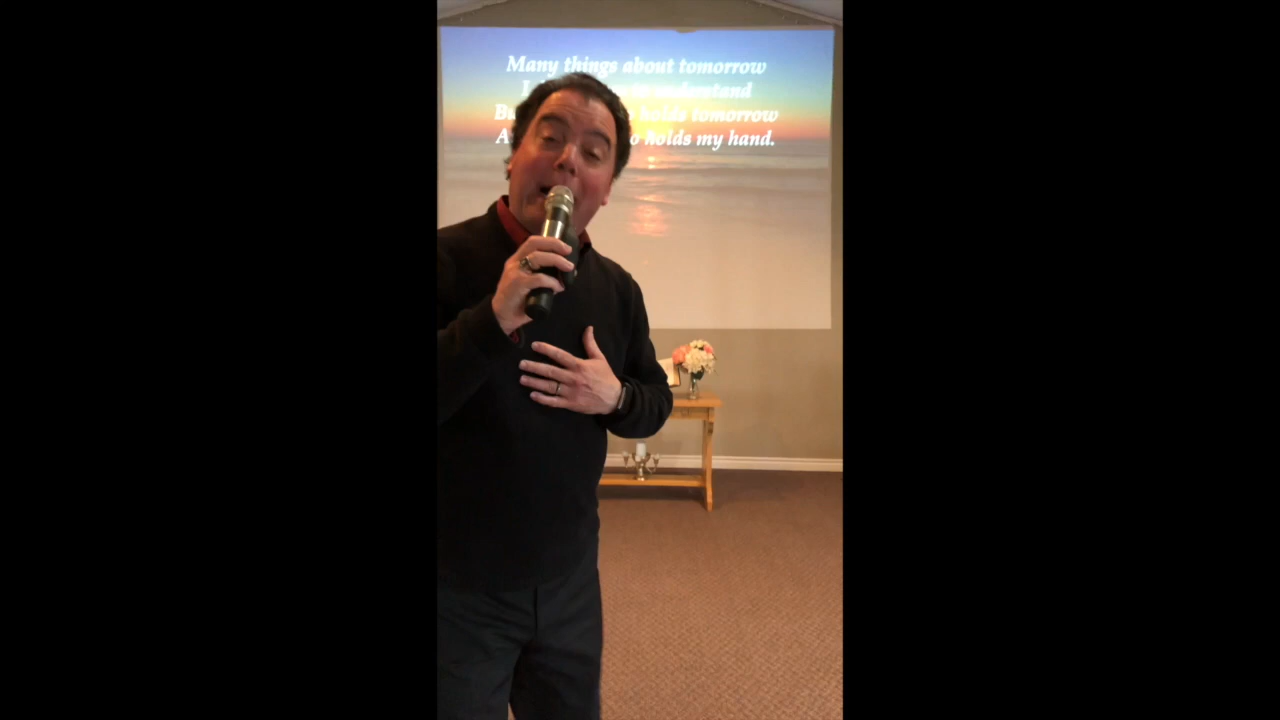 Many things about tomorrow
I understand
holds tomorrow
A holds my hand.